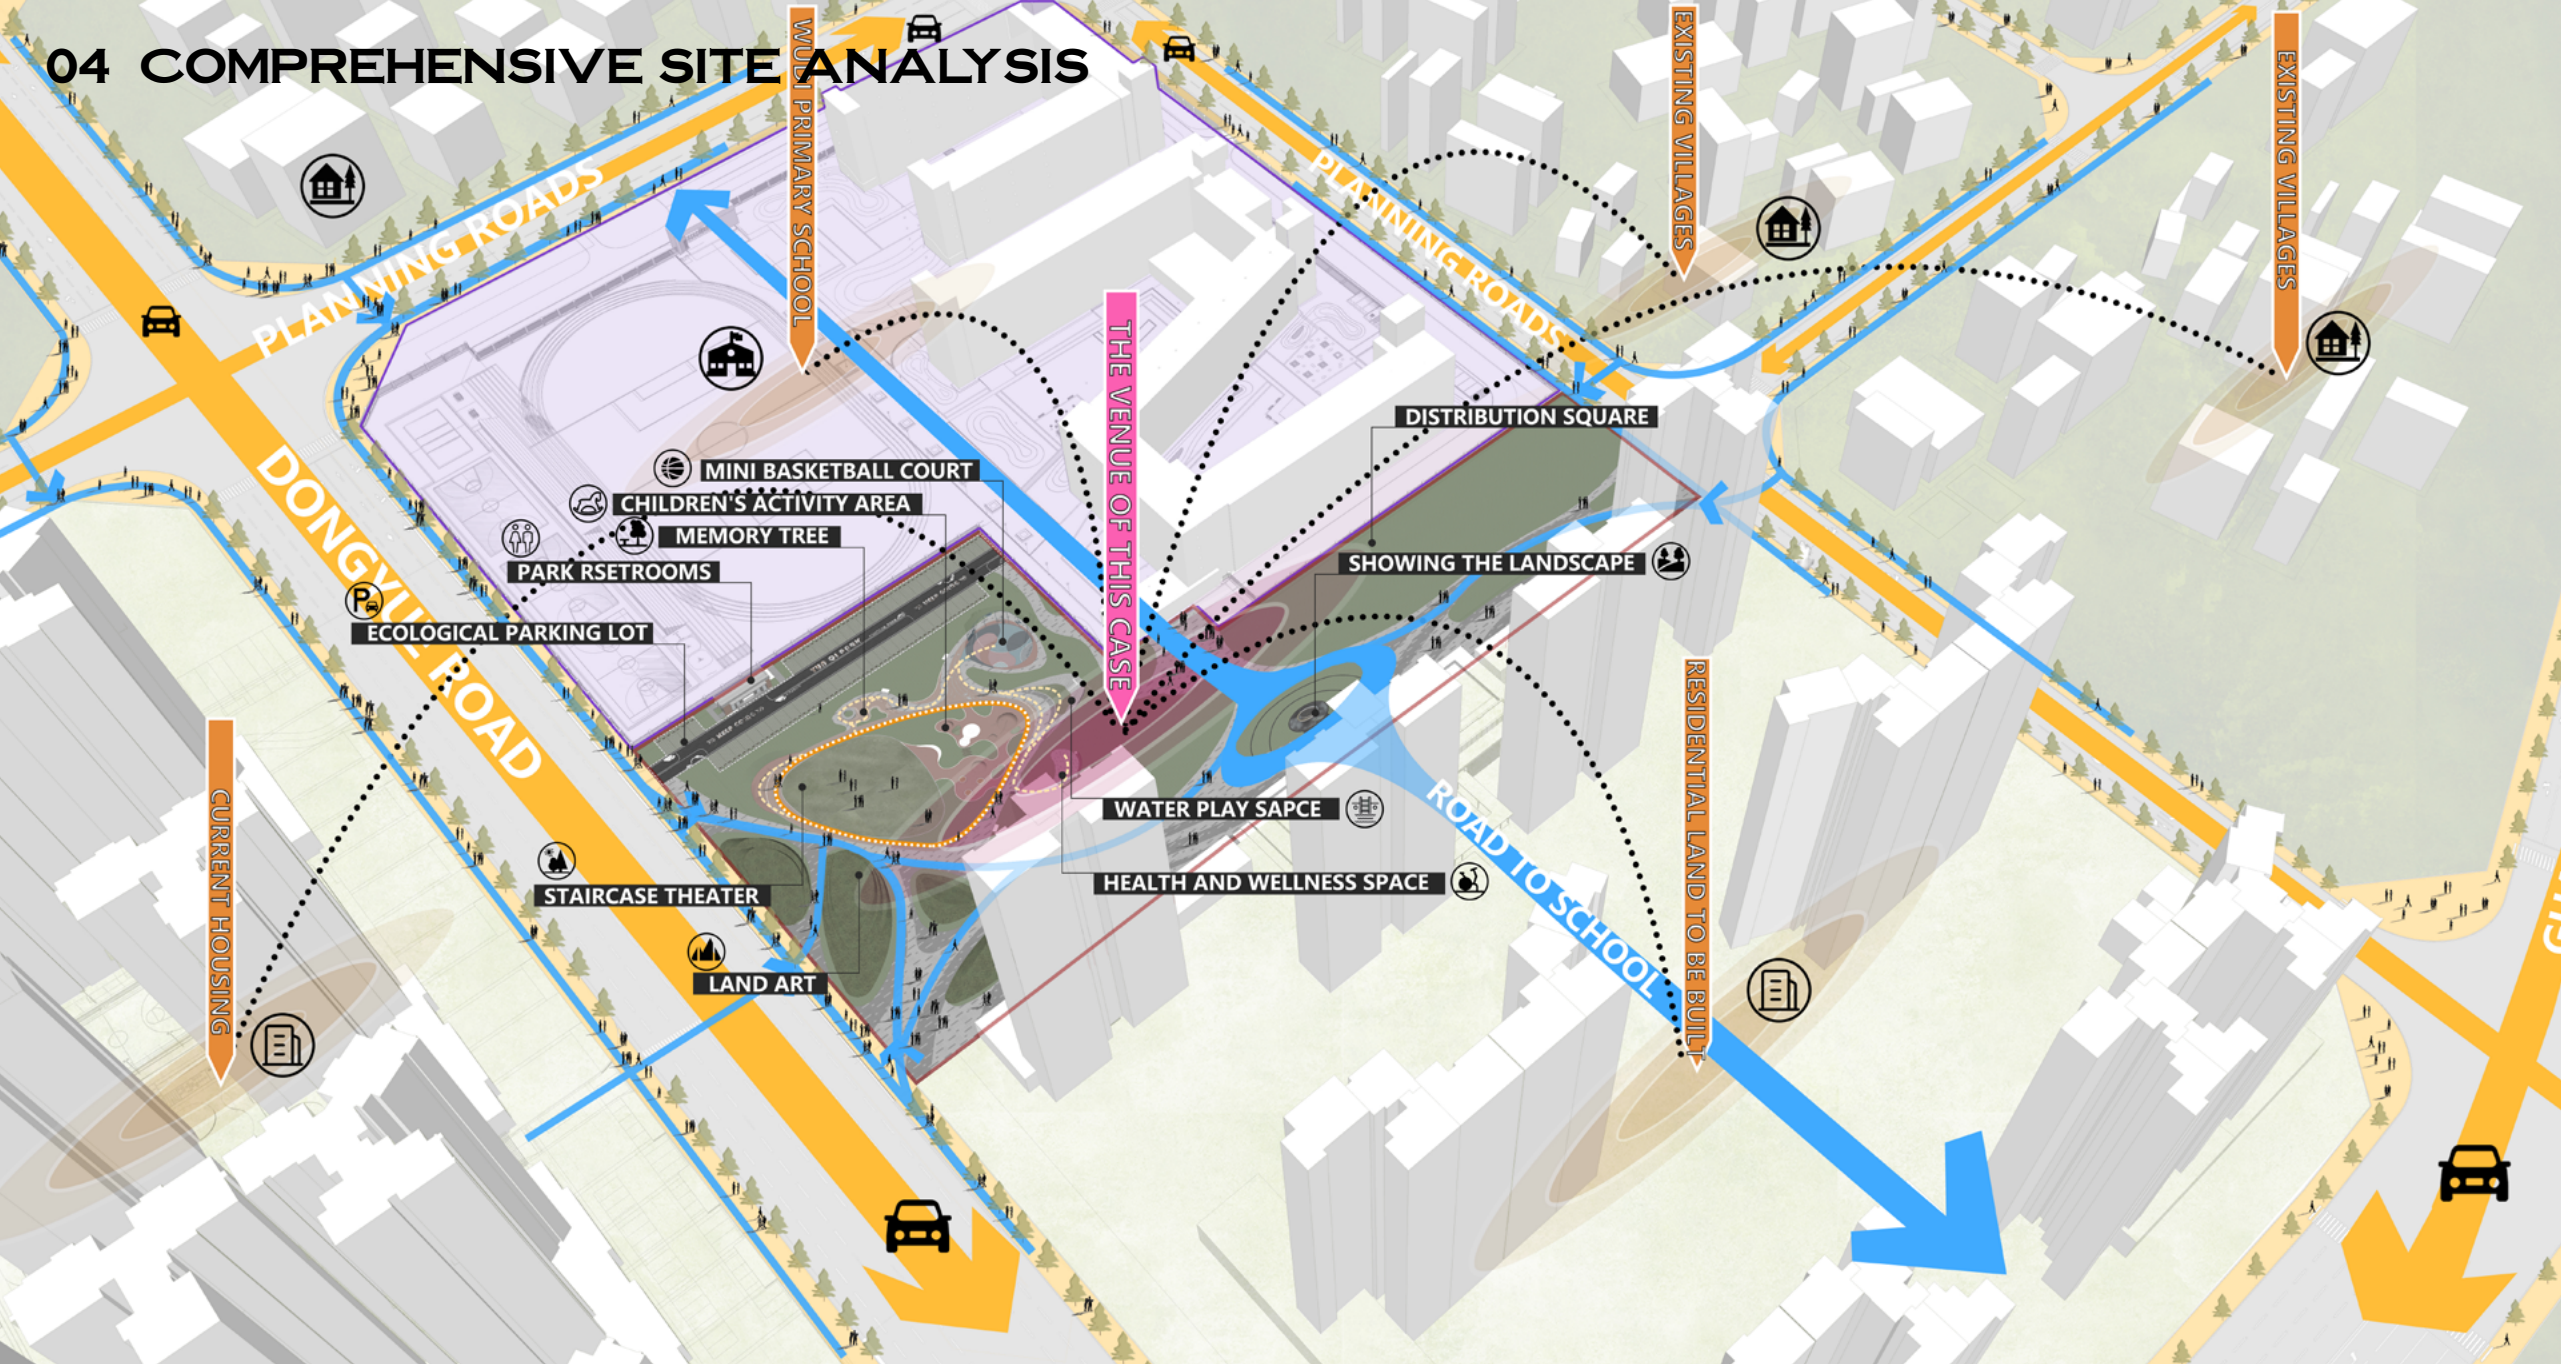 04 COMPREHENSIVE SITE ANALYSIS
WULI PRIMARY SCHOOL
EXISTING VILLAGES
EXISTING VILLAGES
PLANNING ROADS
PLANNING ROADS
THE VENUE OF THIS CASE
DISTRIBUTION SQUARE
MINI BASKETBALL COURT
CHILDREN'S ACTIVITY AREA
MEMORY TREE
PARK RSETROOMS
SHOWING THE LANDSCAPE
P
ECOLOGICAL PARKING LOT
DONGYUE ROAD
RESIDENTIAL LAND TO BE BUILT
CURRENT HOUSING
WATER PLAY SAPCE
ROAD TO SCHOOL
HEALTH AND WELLNESS SPACE
STAIRCASE THEATER
LAND ART